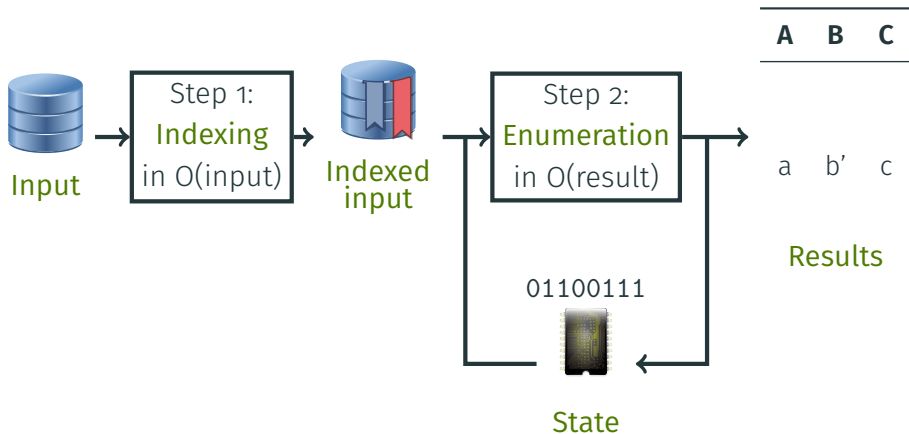 Input
Step 1:
Indexing
in O(input)
Indexed
input
Step 2:
Enumeration
in O(result)
A B C
a b’ c
Results
01100111
State